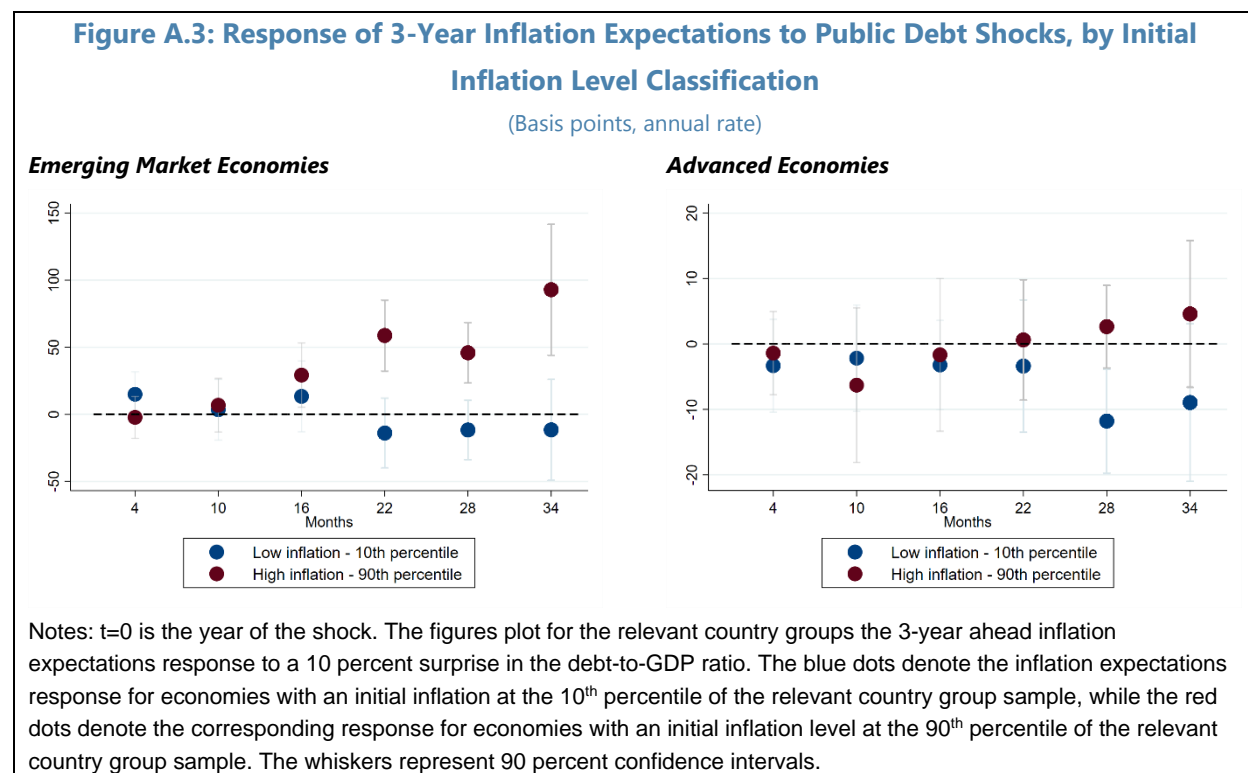 Figure A.3: Response of 3-Year Inflation Expectations to Public Debt Shocks, by Initial
Inflation Level Classification
(Basis points, annual rate)
Emerging Market Economies
150
100
50
0
-50
4 10 16 22 28 34
Months
Low inflation - 10th percentile
High inflation - 90th percentile
Advanced Economies
20
10
0
-10
-20
4 10 16 22 28 34
Months
Low inflation - 10th percentile
High inflation - 90th percentile
Notes: t=0 is the year of the shock. The figures plot for the relevant country groups the 3-year ahead inflation
expectations response to a 10 percent surprise in the debt-to-GDP ratio. The blue dots denote the inflation expectations
response for economies with an initial inflation at the 10th percentile of the relevant country group sample, while the red
dots denote the corresponding response for economies with an initial inflation level at the 90th percentile of the relevant
country group sample. The whiskers represent 90 percent confidence intervals.